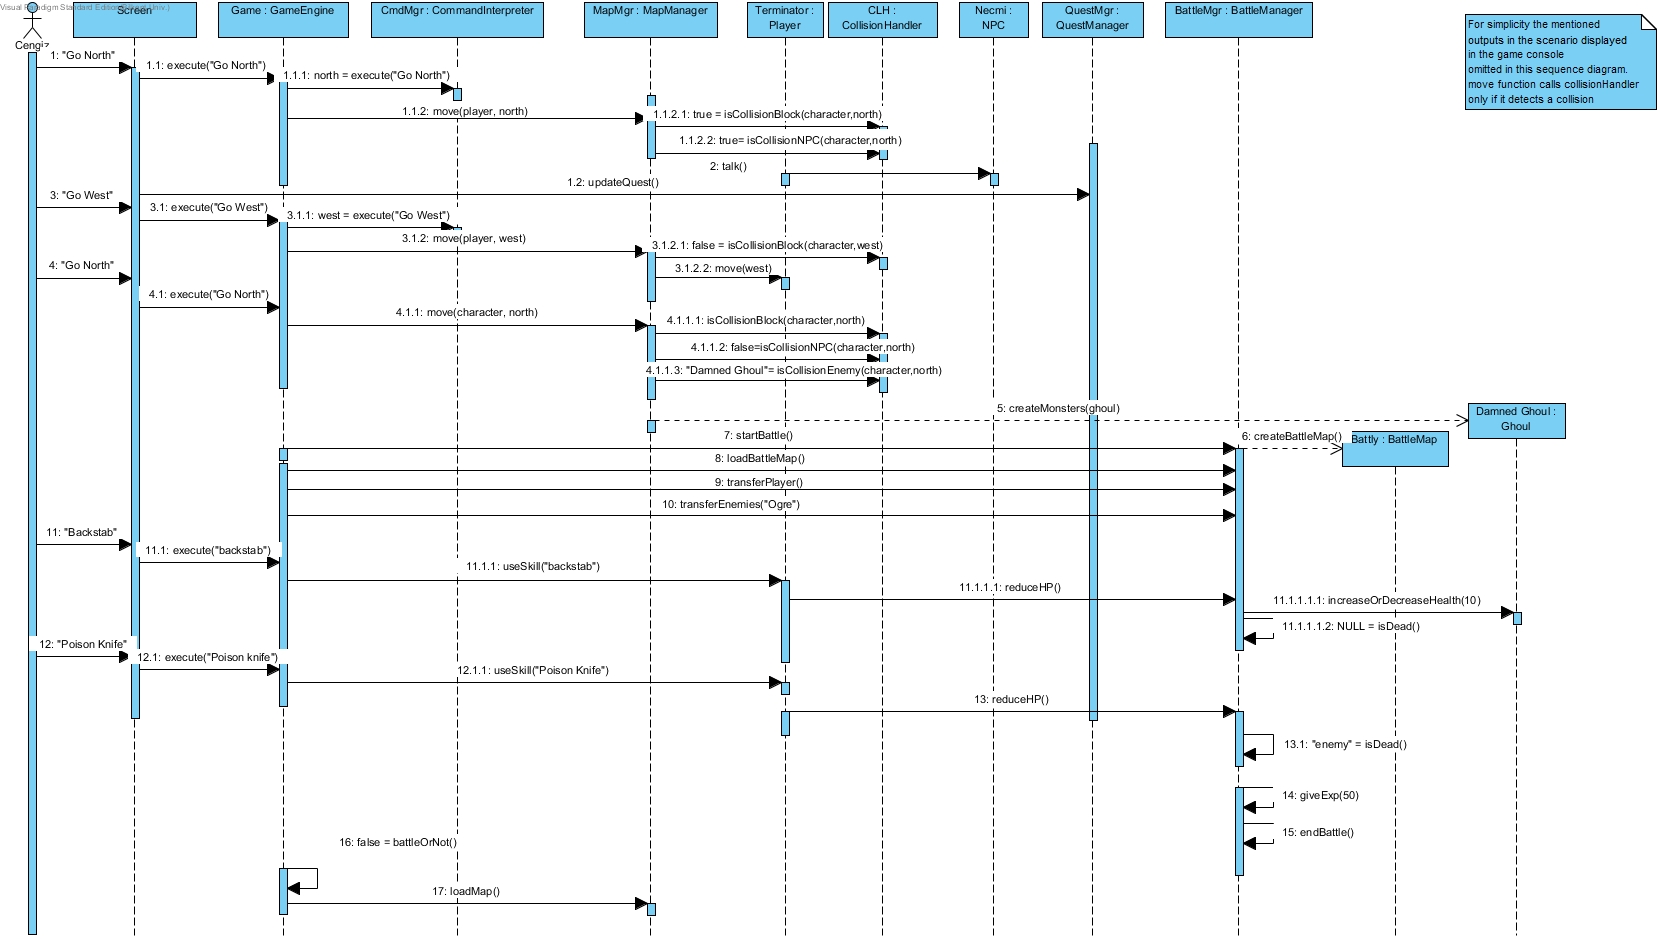 Visual Paradigm Standard Edition
Cengiz
Screen
Game : GameEngine
CmdMgr : CommandInterpreter
MapMgr : MapManager
Terminator :
Player
CLH :
CollisionHandler
Necmi :
NPC
QuestMgr :
QuestManager
BattleMgr : BattleManager
For simplicity the mentioned
outputs in the scenario displayed
in the game console
omitted in this sequence diagram.
move function calls collisionHandler
only if it detects a collision
1: "Go North"
1.1: execute("Go North")
1.1.1: north = execute("Go North")
1.1.2: move(player, north)
1.1.2.1: true = isCollisionBlock(character,north)
1.1.2.2: true= isCollisionNPC(character,north)
2: talk()
1.2: updateQuest()
3: "Go West"
3.1: execute("Go West")
3.1.1: west = execute("Go West")
3.1.2: move(player, west)
3.1.2.1: false = isCollisionBlock(character,west)
3.1.2.2: move(west)
4: "Go North"
4.1: execute("Go North")
4.1.1: move(character, north)
4.1.1.1: isCollisionBlock(character,north)
4.1.1.2: false=isCollisionNPC(character,north)
4.1.1.3: "Damned Ghoul"= isCollisionEnemy(character,north)
5: createMonsters(ghoul)
Damned Ghoul :
Ghoul
7: startBattle()
6: createBattleMap()
Battly : BattleMap
8: loadBattleMap()
9: transferPlayer()
10: transferEnemies("Ogre")
11: "Backstab"
11.1: execute("backstab")
11.1.1: useSkill("backstab")
11.1.1.1: reduceHP()
11.1.1.1.1: increaseOrDecreaseHealth(10)
11.1.1.1.2: NULL = isDead()
12: "Poison Knife"
12.1: execute("Poison knife")
12.1.1: useSkill("Poison Knife")
13: reduceHP()
13.1: "enemy" = isDead()
14: giveExp(50)
15: endBattle()
16: false = battleOrNot()
17: loadMap()